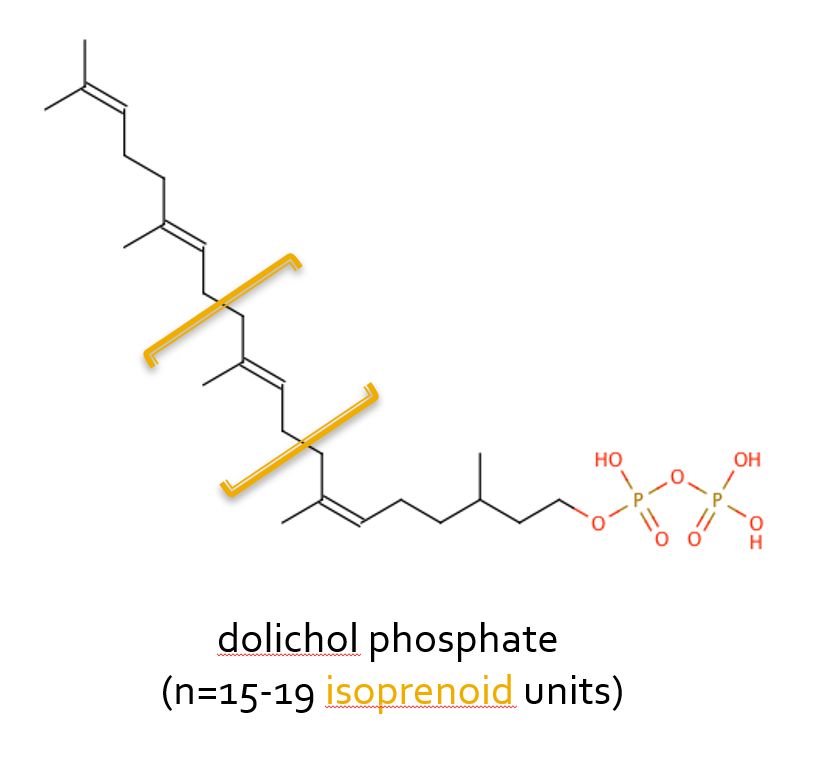 HO
O
OH
P
P
O
O
O
O
H
dolichol phosphate
(n=15-19 isoprenoid units)